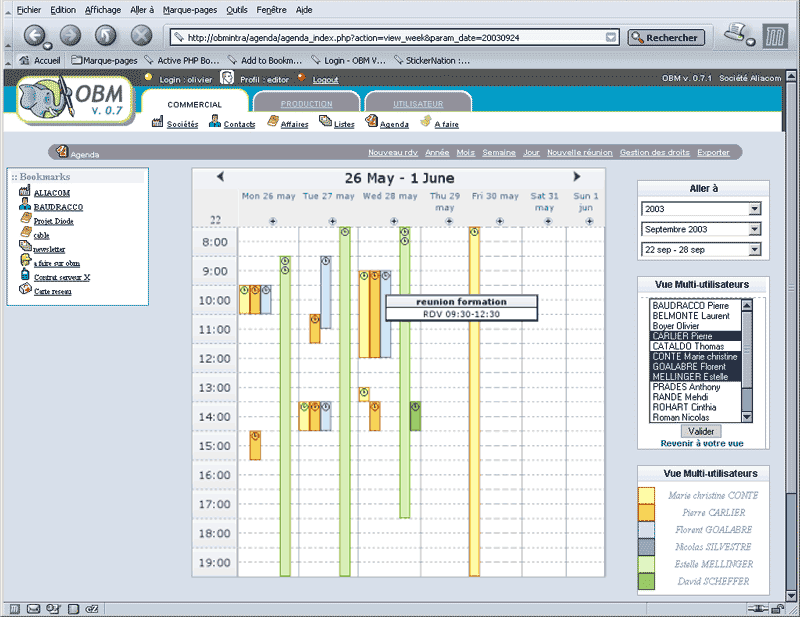 Fichier Edition Affichage Aller à Marque-pages Outils Fenêtre Aide
http://obmintra/agenda/agenda_index.php?action=view_week&param_date=20030924
Rechercher
Accueil Marque-pages Active PHP Bo... Add to Bookm... Login - OBM V... StickerNation :...
OBM
v. 0.7
Login : olivier Profil : editor Logout
OBM v. 0.7.1 Société Aliacom
COMMERCIAL PRODUCTION UTILISATEUR
Sociétés Contacts Affaires Listes Agenda A faire
Agenda
Nouveau rdv Année Mois Semaine Jour Nouvelle réunion Gestion des droits Exporter
:: Bookmarks
ALIACOM
BAUDRACCO
Projet Diode
cable
newsletter
a faire sur obm
Contrat serveur X
Carte reseau
26 May - 1 June
Mon 26 may Tue 27 may Wed 28 may Thu 29 may Fri 30 may Sat 31 may Sun 1 jun
22
8:00
9:00
10:00
11:00
12:00
13:00
14:00
15:00
16:00
17:00
18:00
19:00
reunion formation
RDV 09:30-12:30
Aller à
2003
Septembre 2003
22 sep - 28 sep
Vue Multi-utilisateurs
BAUDRACCO Pierre
BELMONTE Laurent
Boyer Olivier
CARLIER Pierre
CATALDO Thomas
CONTE Marie christine
GOALABRE Florent
MELLINGER Estelle
PRADES Anthony
RANDE Mehdi
ROHART Cinthia
Roman Nicolas
Valider
Revenir à votre vue
Vue Multi-utilisateurs
Marie christine CONTE
Pierre CARLIER
Florent GOALABRE
Nicolas SILVESTRE
Estelle MELLINGER
David SCHEFFER